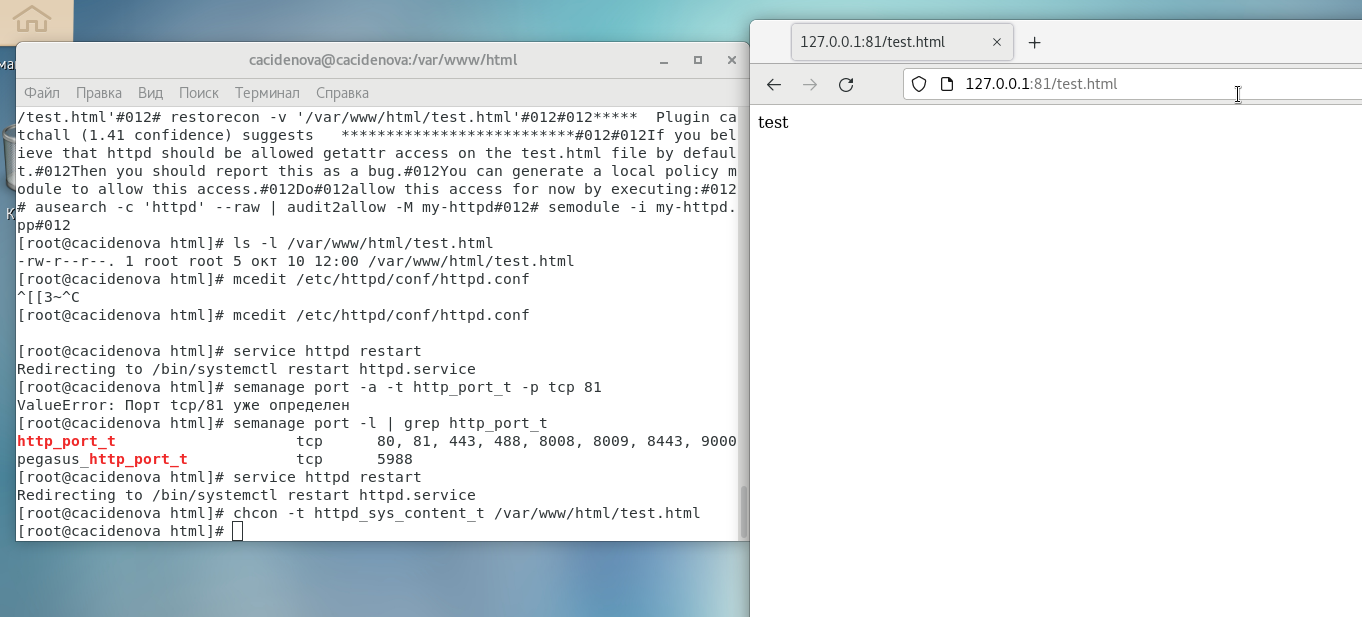 cacidenova@cacidenova:/var/www/html
Файл Правка Вид Поиск Терминал Справка
/test.html'#012# restorecon -v '/var/www/html/test.html'#012#012***** Plugin ca
tchall (1.41 confidence) suggests **************************#012#012If you bel
ieve that httpd should be allowed getattr access on the test.html file by defaul
t.#012Then you should report this as a bug.#012You can generate a local policy m
odule to allow this access.#012Do#012allow this access for now by executing:#012
# ausearch -c 'httpd' --raw | audit2allow -M my-httpd#012# semodule -i my-httpd.
pp#012
[root@cacidenova html]# ls -l /var/www/html/test.html
-rw-r--r--. 1 root root 5 окт 10 12:00 /var/www/html/test.html
[root@cacidenova html]# mcedit /etc/httpd/conf/httpd.conf
^[[3~^C
[root@cacidenova html]# mcedit /etc/httpd/conf/httpd.conf
[root@cacidenova html]# service httpd restart
Redirecting to /bin/systemctl restart httpd.service
[root@cacidenova html]# semanage port -a -t http_port_t -p tcp 81
ValueError: Порт tcp/81 уже определен
[root@cacidenova html]# semanage port -l | grep http_port_t
http_port_t tcp 80, 81, 443, 488, 8008, 8009, 8443, 9000
pegasus_http_port_t tcp 5988
[root@cacidenova html]# service httpd restart
Redirecting to /bin/systemctl restart httpd.service
[root@cacidenova html]# chcon -t httpd_sys_content_t /var/www/html/test.html
[root@cacidenova html]#
127.0.0.1:81/test.html
127.0.0.1:81/test.html
test